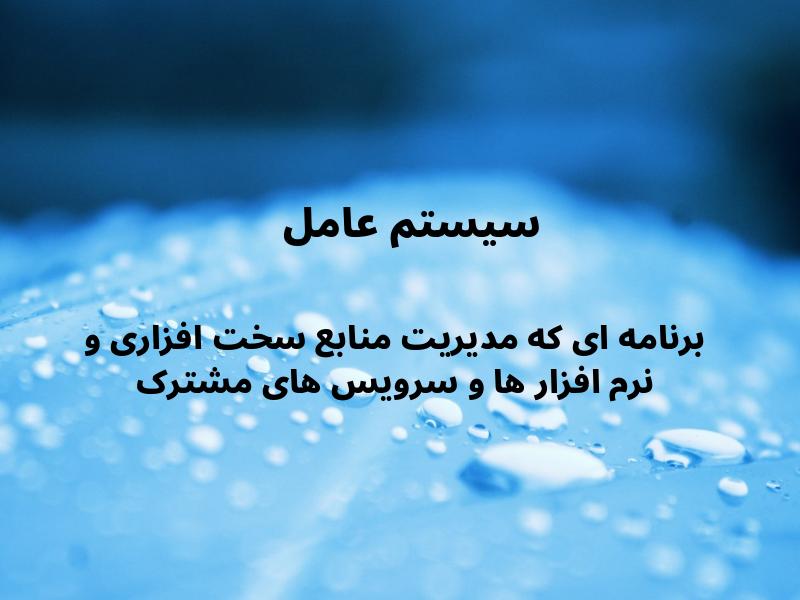 سیستم عامل
برنامه ای که مدیریت منابع سخت افزاری و
نرم افزار ها و سرویس های مشترک